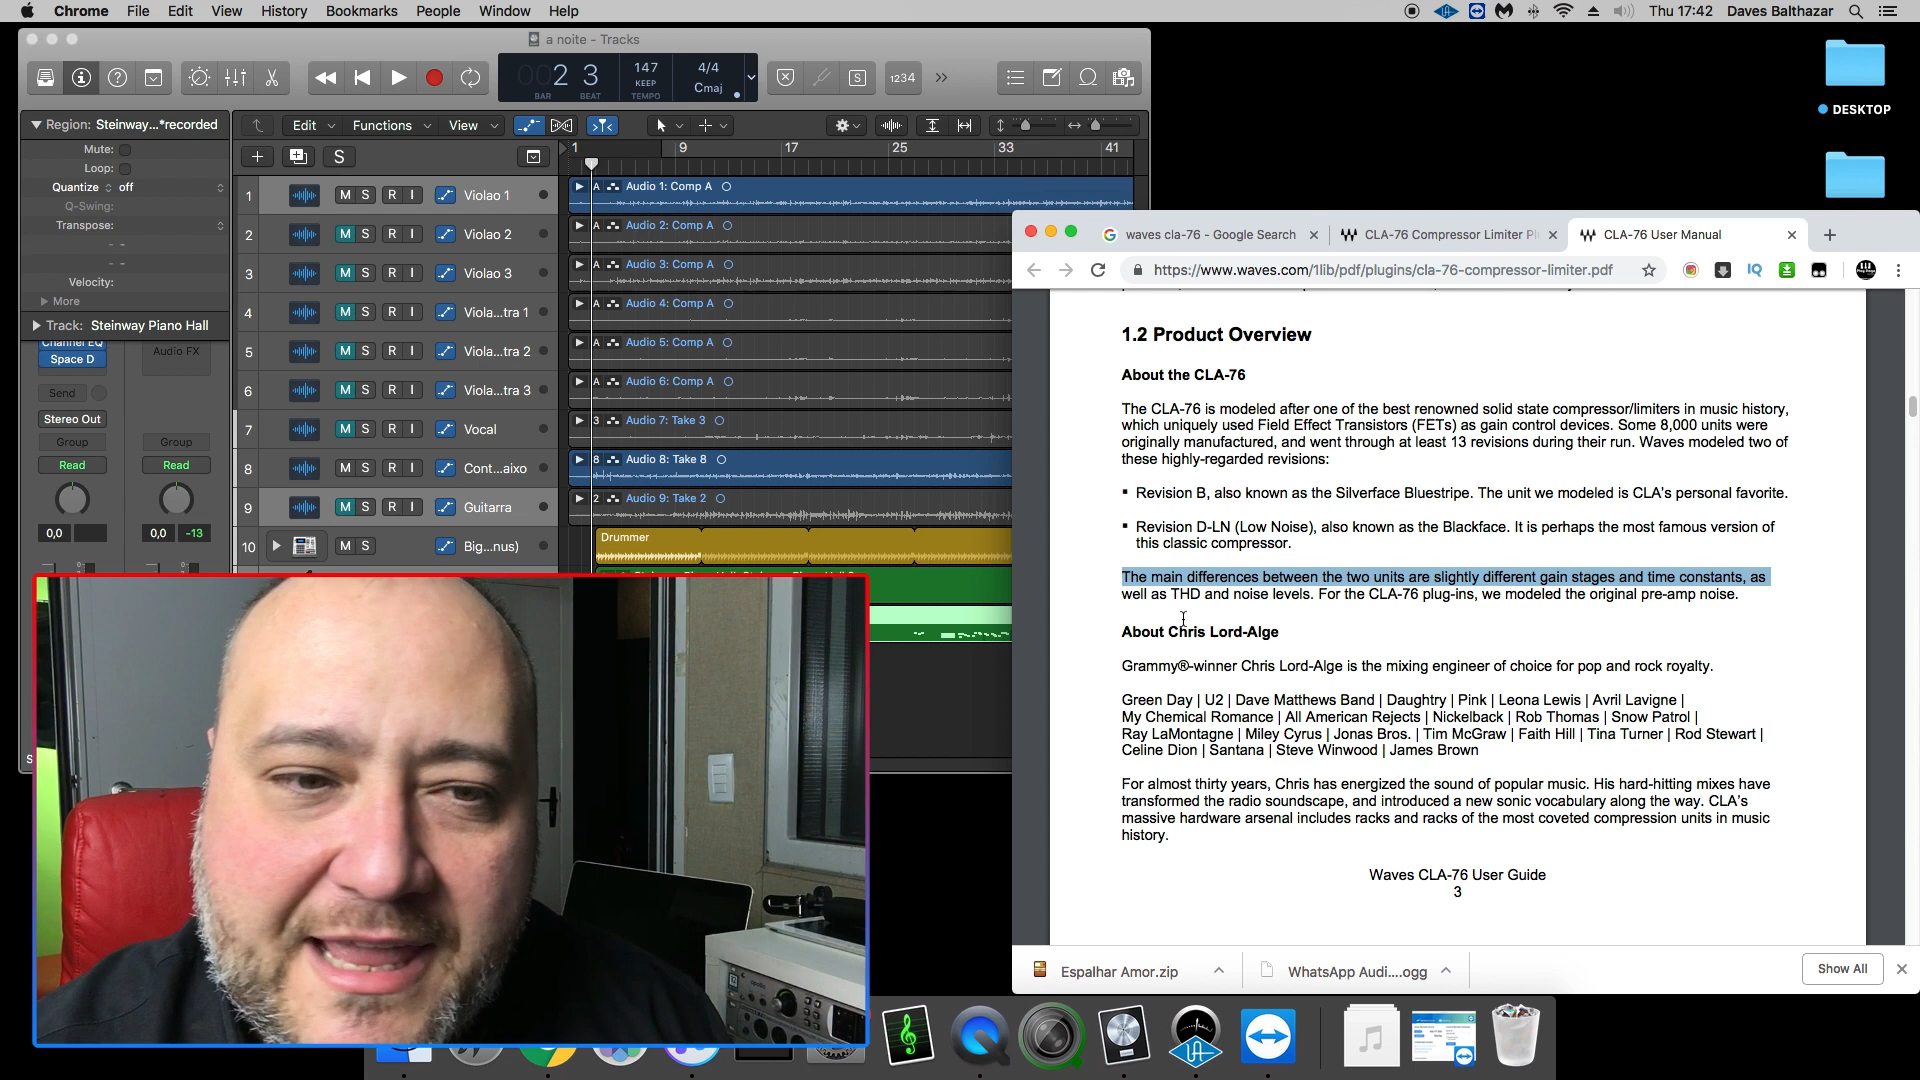 Chrome File Edit View History Bookmarks People Window Help
Thu 17:42 Daves Balthazar
a noite - Tracks
002 3
BAR BEAT
147
KEEP
TEMPO
4/4
Cmaj
S
1234
DESKTOP
Region: Steinway...*recorded
Mute:
Loop:
Quantize off
Q-Swing:
Transpose:
- -
- -
Velocity:
More
Track: Steinway Piano Hall
Channel EQ
Space D
Audio FX
Send
Stereo Out
Group Group
Read Read
0,0 0,0 -13
Edit Functions View
S
1 9 17 25 33 41
1 M S R I Violao 1
2 M S R I Violao 2
3 M S R I Violao 3
4 M S R I Viola...tra 1
5 M S R I Viola...tra 2
6 M S R I Viola...tra 3
7 M S R I Vocal
8 M S R I Cont...aixo
9 M S R I Guitarra
10 M S Big...nus)
A Audio 1: Comp A
A Audio 2: Comp A
A Audio 3: Comp A
A Audio 4: Comp A
A Audio 5: Comp A
A Audio 6: Comp A
3 Audio 7: Take 3
8 Audio 8: Take 8
2 Audio 9: Take 2
Drummer
waves cla-76 - Google Search
CLA-76 Compressor Limiter Pl
CLA-76 User Manual
https://www.waves.com/1lib/pdf/plugins/cla-76-compressor-limiter.pdf
IQ
1.2 Product Overview
About the CLA-76
The CLA-76 is modeled after one of the best renowned solid state compressor/limiters in music history,
which uniquely used Field Effect Transistors (FETs) as gain control devices. Some 8,000 units were
originally manufactured, and went through at least 13 revisions during their run. Waves modeled two of
these highly-regarded revisions:
▪ Revision B, also known as the Silverface Bluestripe. The unit we modeled is CLA's personal favorite.
▪ Revision D-LN (Low Noise), also known as the Blackface. It is perhaps the most famous version of
this classic compressor.
The main differences between the two units are slightly different gain stages and time constants, as
well as THD and noise levels. For the CLA-76 plug-ins, we modeled the original pre-amp noise.
About Chris Lord-Alge
Grammy®-winner Chris Lord-Alge is the mixing engineer of choice for pop and rock royalty.
Green Day | U2 | Dave Matthews Band | Daughtry | Pink | Leona Lewis | Avril Lavigne |
My Chemical Romance | All American Rejects | Nickelback | Rob Thomas | Snow Patrol |
Ray LaMontagne | Miley Cyrus | Jonas Bros. | Tim McGraw | Faith Hill | Tina Turner | Rod Stewart |
Celine Dion | Santana | Steve Winwood | James Brown
For almost thirty years, Chris has energized the sound of popular music. His hard-hitting mixes have
transformed the radio soundscape, and introduced a new sonic vocabulary along the way. CLA's
massive hardware arsenal includes racks and racks of the most coveted compression units in music
history.
Waves CLA-76 User Guide
3
Espalhar Amor.zip
WhatsApp Audi....ogg
Show All